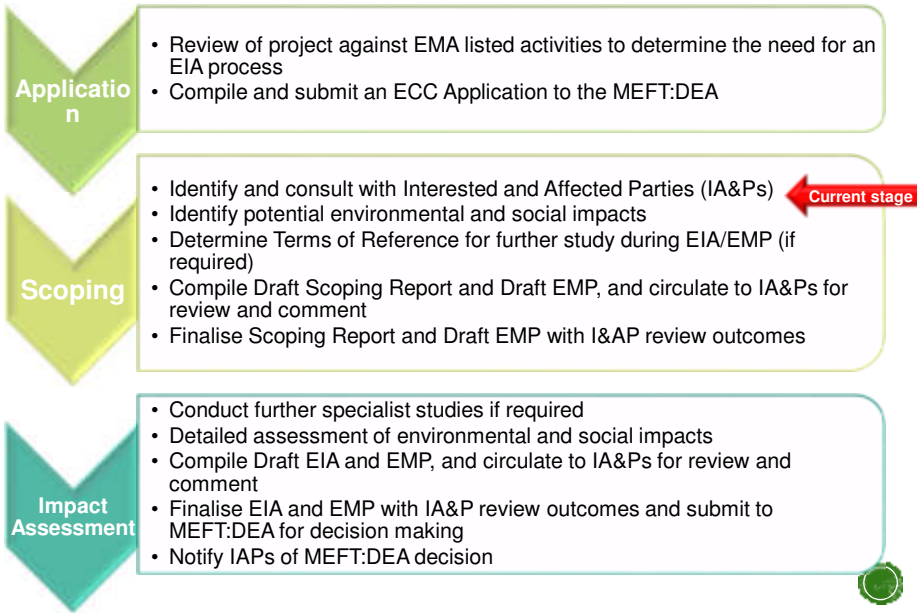 • Review of project against EMA listed activities to determine the need for an
EIA process
• Compile and submit an ECC Application to the MEFT:DEA
Applicatio
n
• Identify and consult with Interested and Affected Parties (IA&Ps)
Current stage
• Identify potential environmental and social impacts
• Determine Terms of Reference for further study during EIA/EMP (if
required)
• Compile Draft Scoping Report and Draft EMP, and circulate to IA&Ps for
review and comment
• Finalise Scoping Report and Draft EMP with I&AP review outcomes
Scoping
• Conduct further specialist studies if required
• Detailed assessment of environmental and social impacts
• Compile Draft EIA and EMP, and circulate to IA&Ps for review and
comment
• Finalise EIA and EMP with IA&P review outcomes and submit to
MEFT:DEA for decision making
• Notify IAPs of MEFT:DEA decision
Impact
Assessment